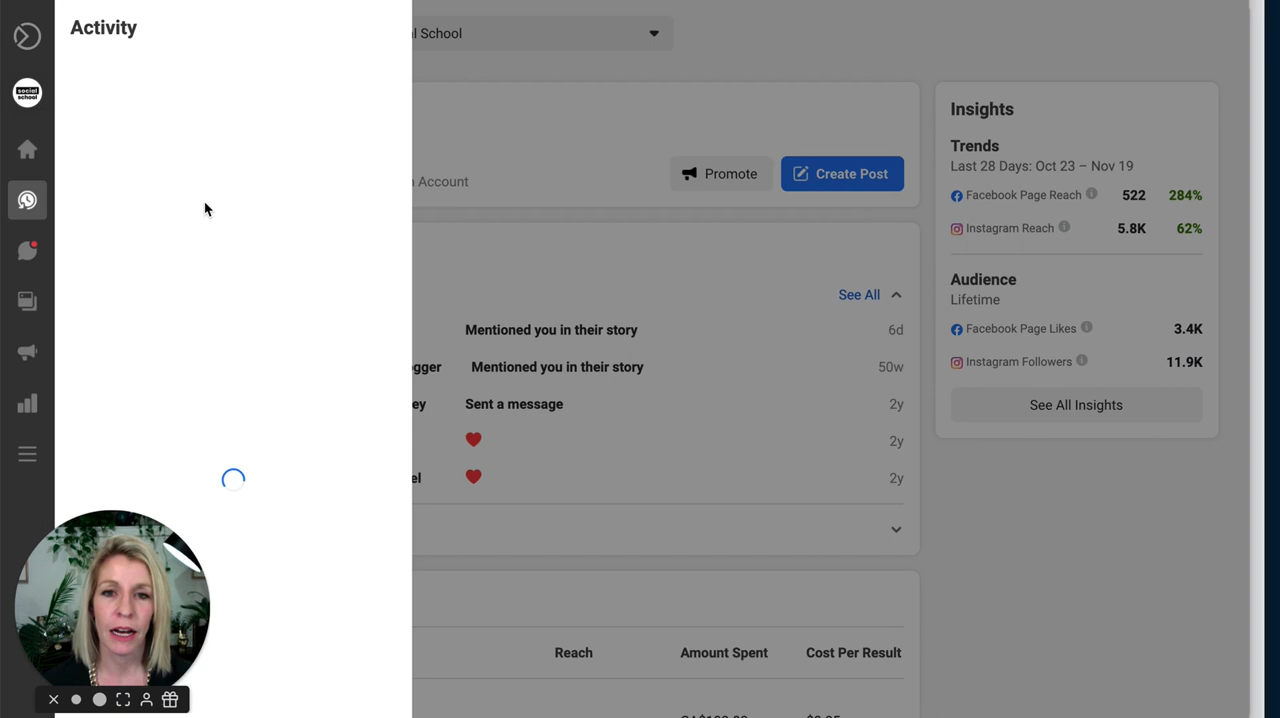 Activity
social
school
l School
n Account
Promote
Create Post
See All
Mentioned you in their story
6d
gger
Mentioned you in their story
50w
ey
Sent a message
2y
2y
el
2y
Reach
Amount Spent
Cost Per Result
Insights
Trends
Last 28 Days: Oct 23 – Nov 19
Facebook Page Reach 522 284%
Instagram Reach 5.8K 62%
Audience
Lifetime
Facebook Page Likes 3.4K
Instagram Followers 11.9K
See All Insights